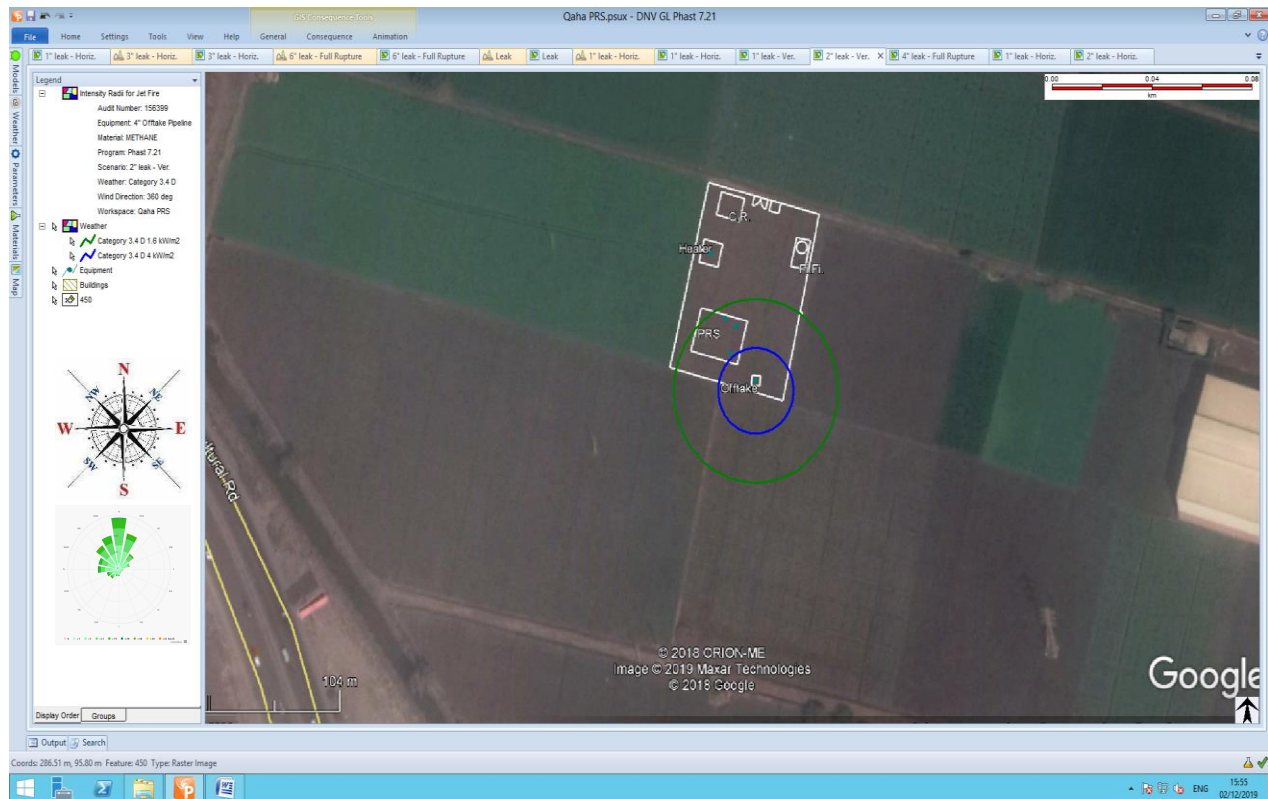 Qaha PRS.psux - DNV GL Phast 7.21
GIS Consequence Tools
File Home Settings Tools View Help General Consequence Animation
1" leak - Horiz. 3" leak - Horiz. 3" leak - Horiz. 6" leak - Full Rupture 6" leak - Full Rupture Leak Leak 1" leak - Horiz. 1" leak - Horiz. 1" leak - Ver. 2" leak - Ver. X 4" leak - Full Rupture 1" leak - Horiz. 2" leak - Horiz.
Models
Weather
Parameters
Materials
Map
Legend
Intensity Radii for Jet Fire
Audit Number: 156399
Equipment: 4" Offtake Pipeline
Material: METHANE
Program: Phast 7.21
Scenario: 2" leak - Ver.
Weather: Category 3.4 D
Wind Direction: 360 deg
Workspace: Qaha PRS
Weather
Category 3.4 D 1.6 kW/m2
Category 3.4 D 4 kW/m2
Equipment
Buildings
450
N
NW NE
W E
SW SE
S
Display Order Groups
0.00 0.04 0.08
km
C.R.
Heater
P.Fi.
PRS
Offtake
ltural Rd
104 m
© 2018 ORION-ME
Image © 2019 Maxar Technologies
© 2018 Google
Google
Output Search
Coords: 286.51 m, 95.80 m Feature: 450 Type: Raster Image
ENG 15:55
02/12/2019